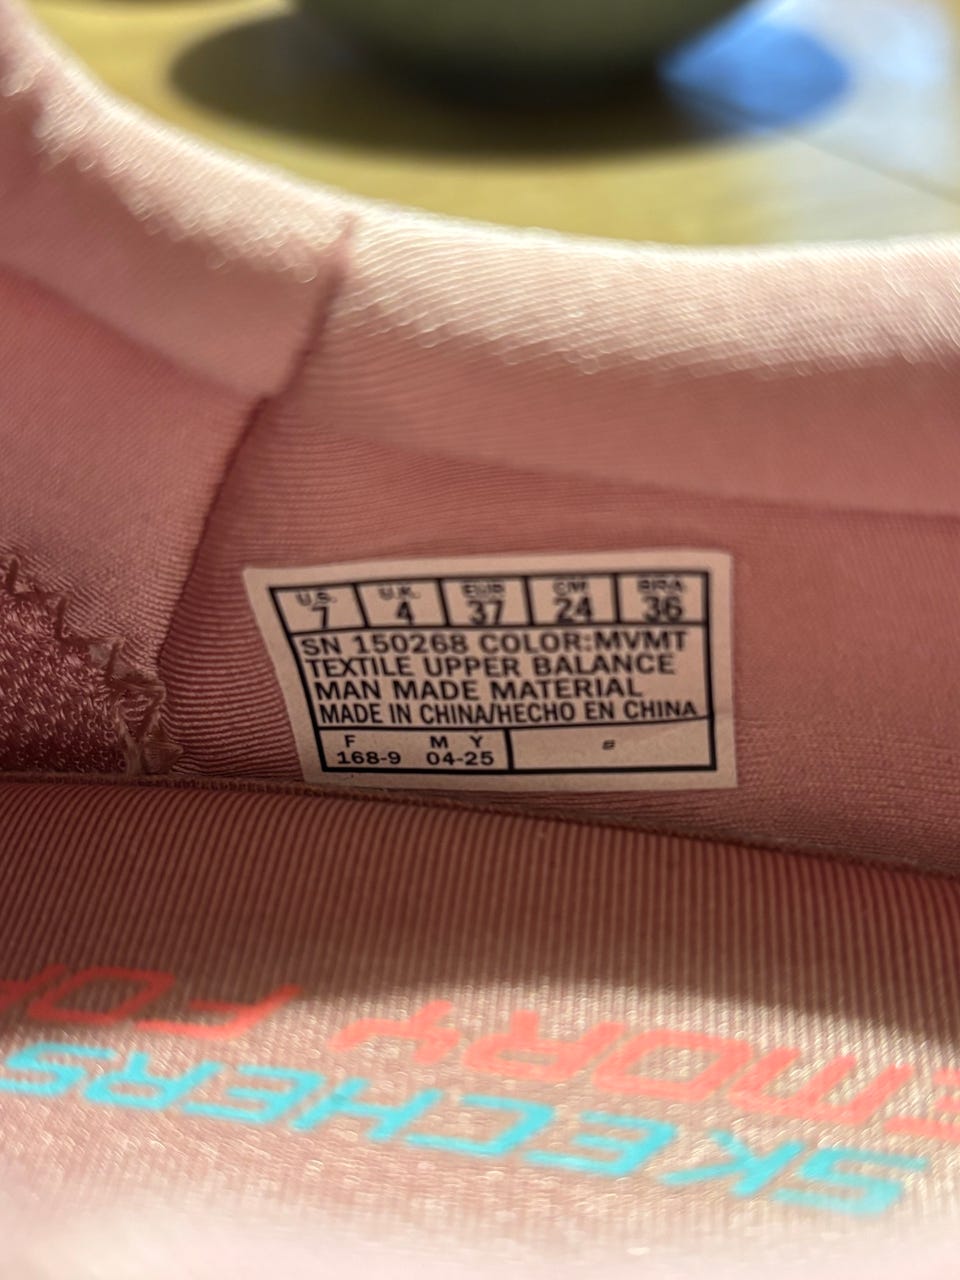 U.S. U.K. EUR CM BRA
7 4 37 24 36
SN 150268 COLOR:MVMT
TEXTILE UPPER BALANCE
MAN MADE MATERIAL
MADE IN CHINA/HECHO EN CHINA
F M Y
168-9 04-25
SKECHERS
SKECHERS